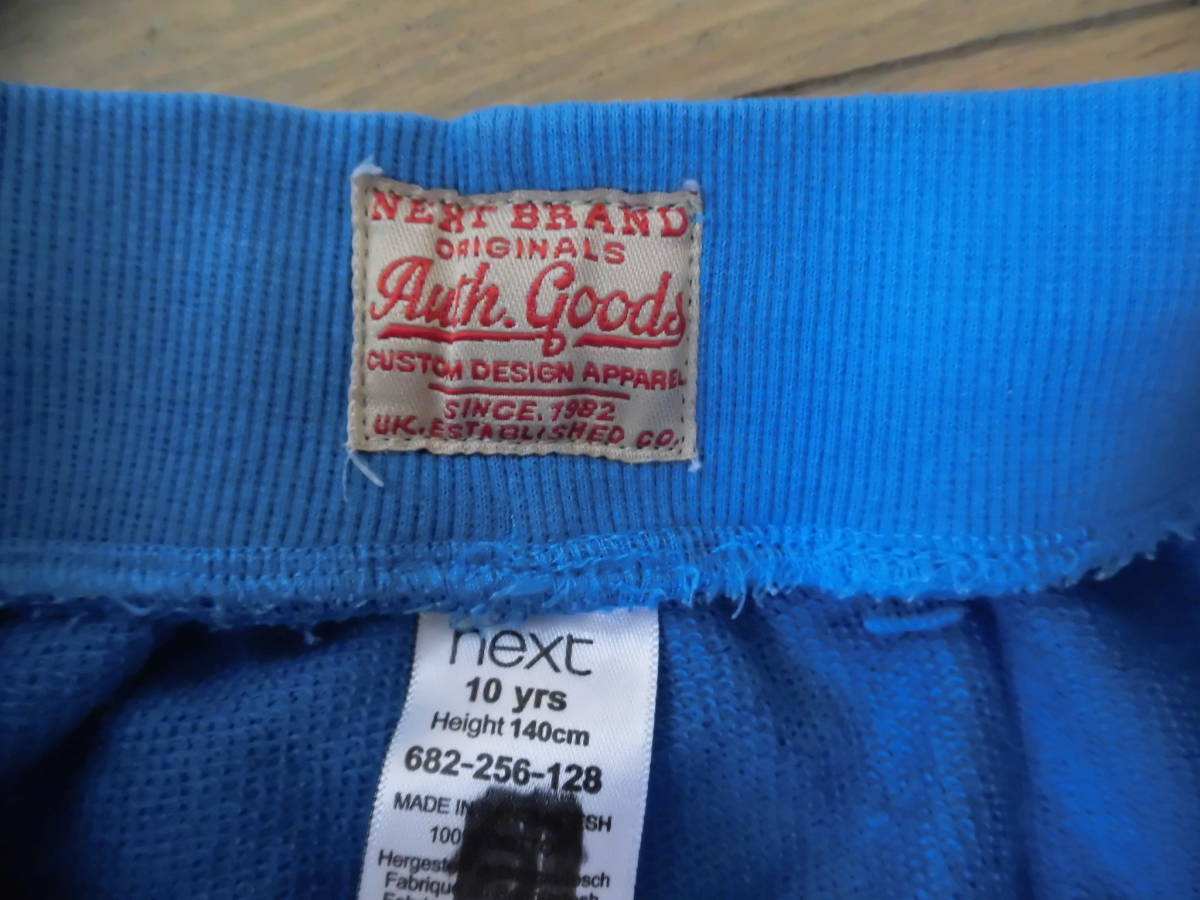 NEXT BRAND
ORIGINALS
Auth. Goods
CUSTOM DESIGN APPAREL
SINCE. 1982
UK. ESTABLISHED CO.
next
10 yrs
Height 140cm
682-256-128
MADE IN
100